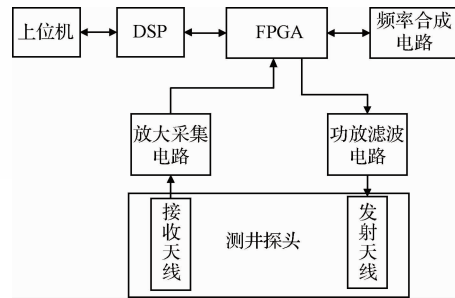 上位机
DSP
FPGA
频率合成
电路
放大采集
电路
功放滤波
电路
接收天线
测井探头
发射天线